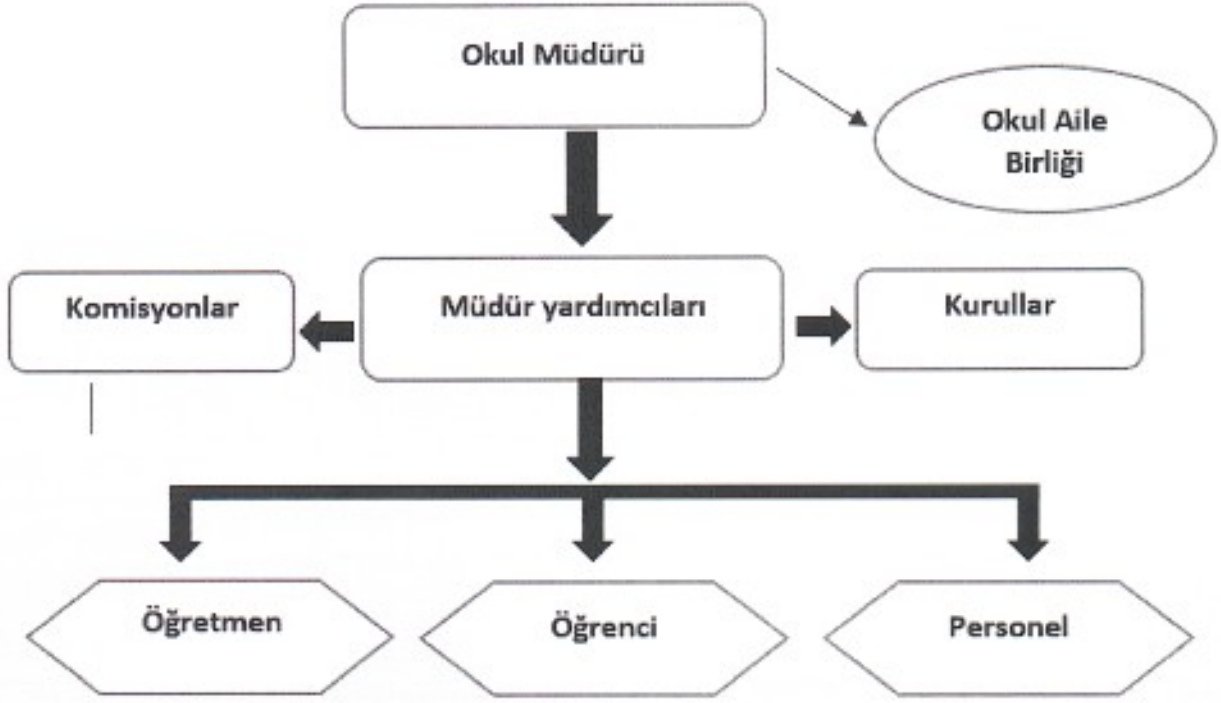 Okul Müdürü
Okul Aile
Birliği
Komisyonlar
Müdür yardımcıları
Kurullar
Öğretmen
Öğrenci
Personel